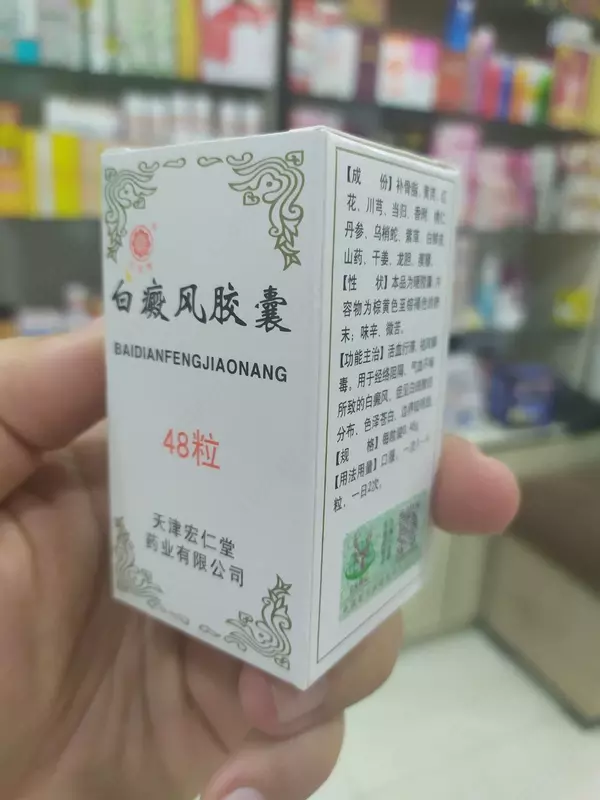 白癜风胶囊
BAIDIANFENGJIAONANG
48粒
天津宏仁堂
药业有限公司
【成 份】补骨脂、黄芪、红
花、川芎、当归、香附、桃仁、
丹参、乌梢蛇、紫草、白鲜皮、
山药、干姜、龙胆、蒺藜。
【性 状】本品为硬胶囊，内
容物为棕黄色至棕褐色的粉
末；味辛、微苦。
【功能主治】活血行滞，祛风解
毒。用于经络阻隔、气血不畅
所致的白癜风，症见白斑散在
分布、色泽苍白、边界较明显。
【规 格】每粒装0.45g
【用法用量】口服，一次3～4
粒，一日2次。